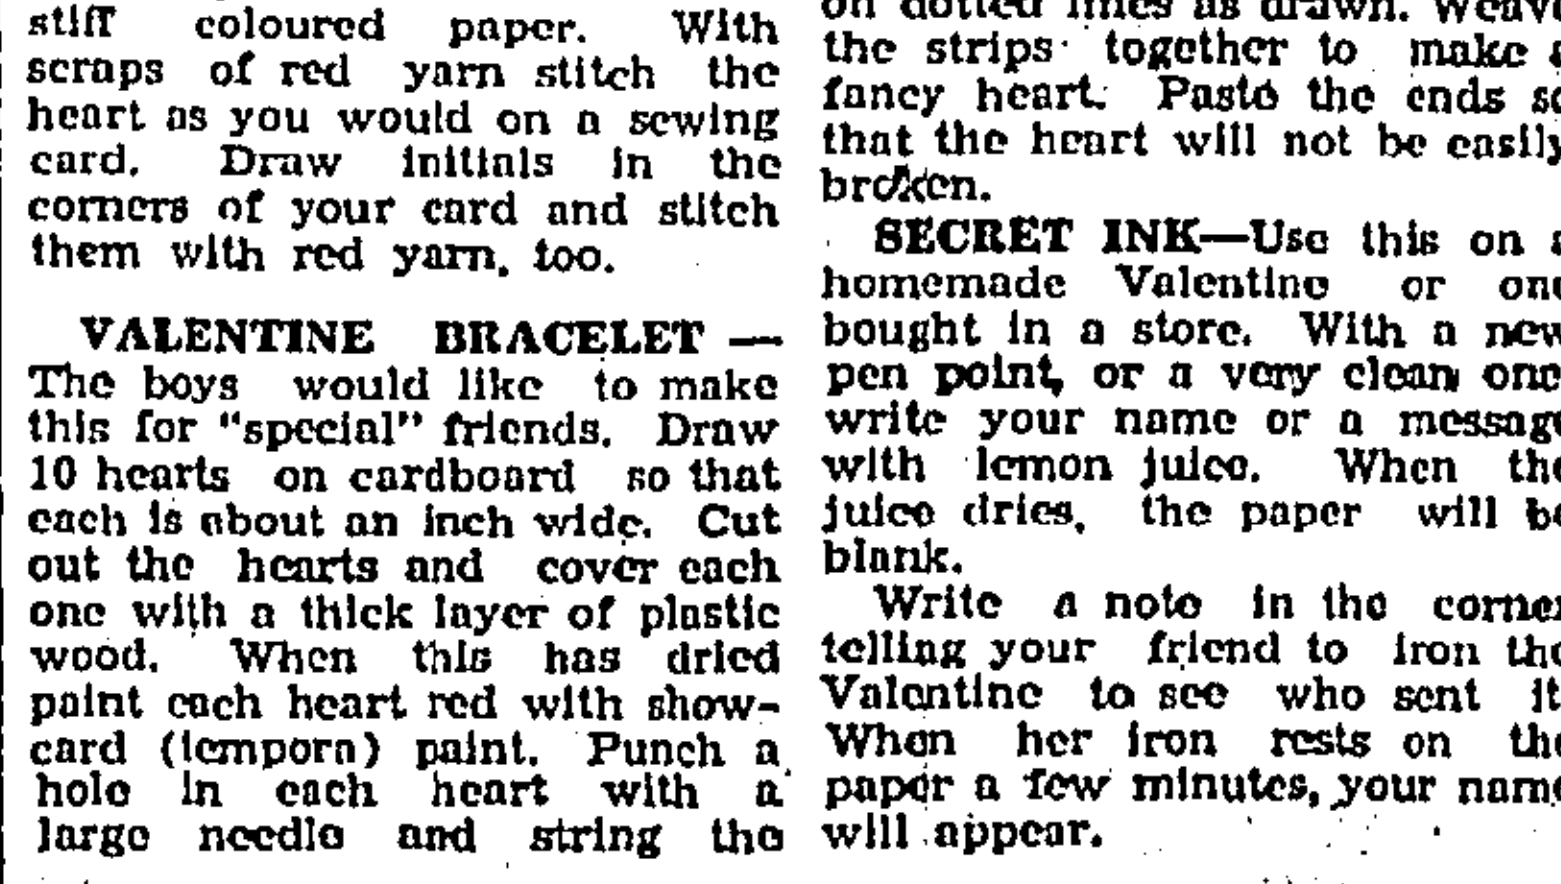 stiff coloured paper. With
scraps of red yarn stitch the
heart as you would on a sewing
card. Draw initials in the
corners of your card and stitch
them with red yarn, too.
VALENTINE BRACELET —
The boys would like to make
this for "special" friends. Draw
10 hearts on cardboard so that
each is about an inch wide. Cut
out the hearts and cover each
one with a thick layer of plastic
wood. When this has dried
paint each heart red with show-
card (tempora) paint. Punch a
hole in each heart with a
large needle and string the
on dotted lines as drawn. Weave
the strips together to make a
fancy heart. Paste the ends so
that the heart will not be easily
broken.
SECRET INK—Use this on a
homemade Valentine or one
bought in a store. With a new
pen point, or a very clean one
write your name or a message
with lemon juice. When the
juice dries, the paper will be
blank.
Write a note in the corner
telling your friend to iron the
Valentine to see who sent it.
When her iron rests on the
paper a few minutes, your name
will appear.